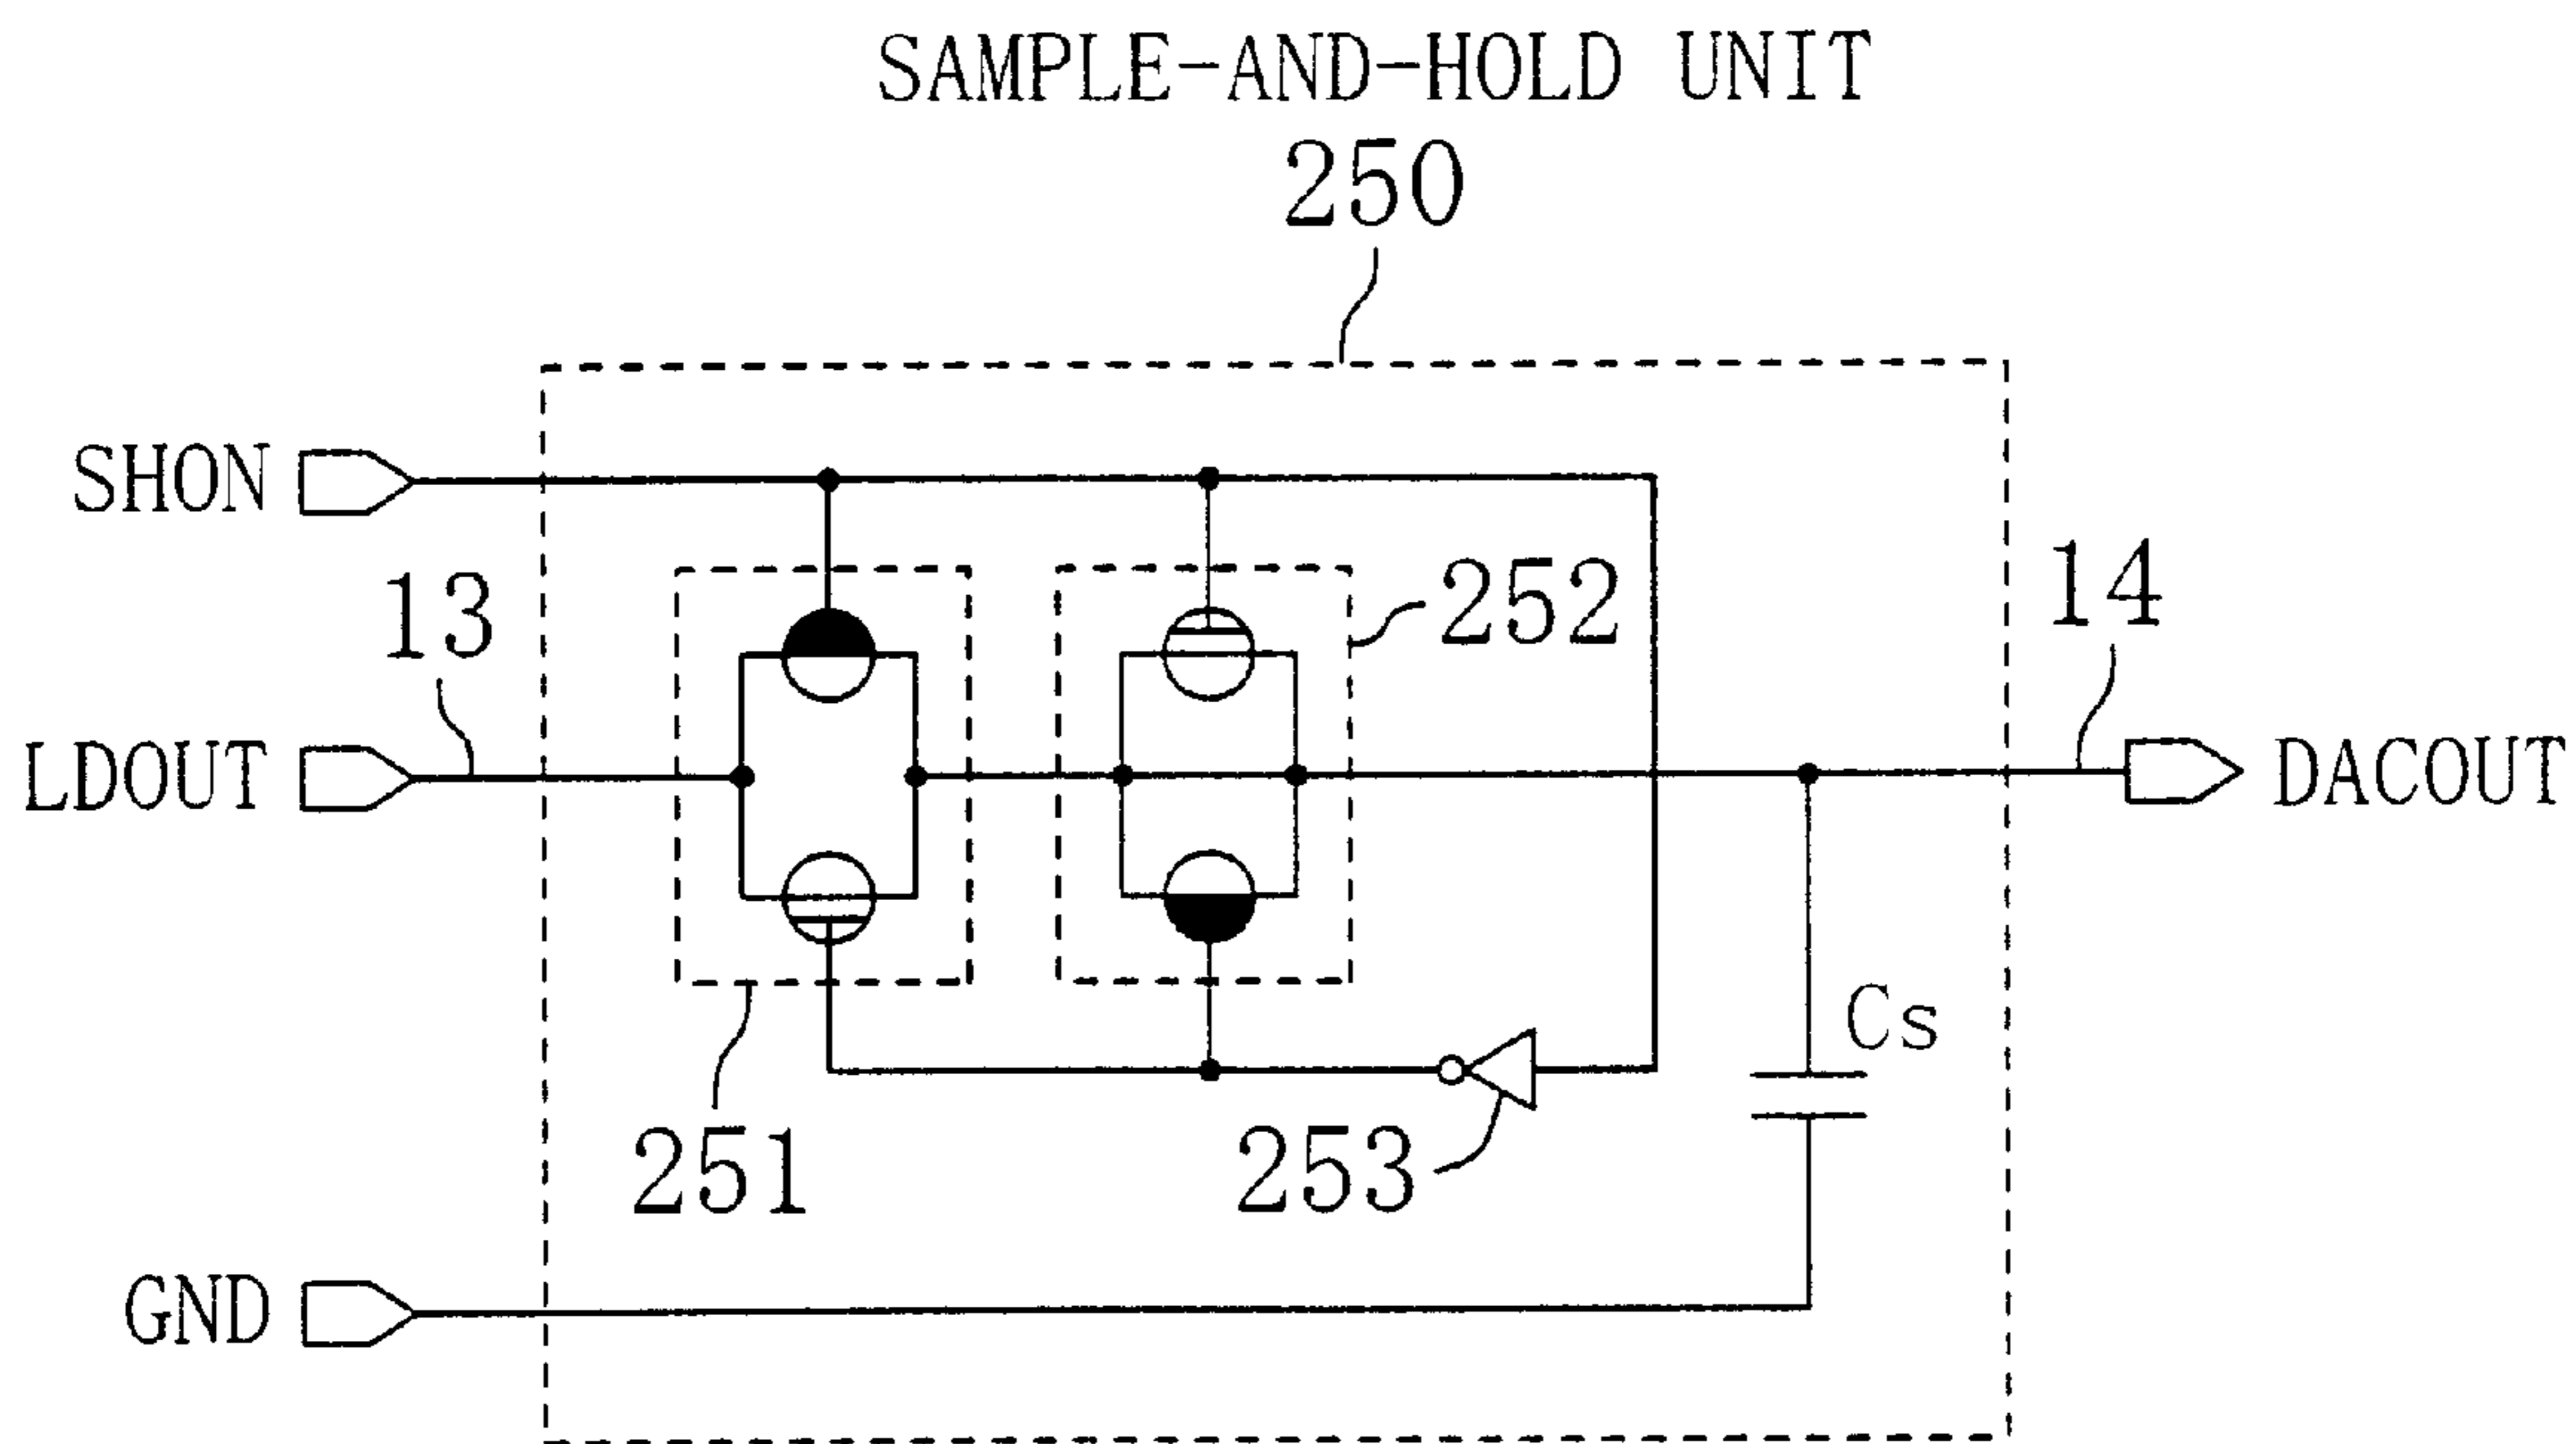 SAMPLE-AND-HOLD UNIT
250
SHON
13
252
14
LDOUT
DACOUT
Cs
251
253
GND